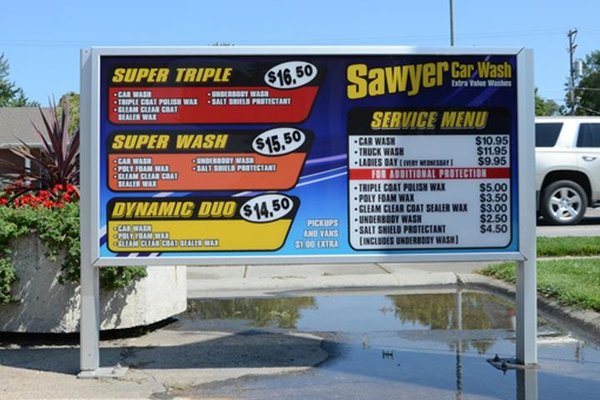 SUPER TRIPLE
$16.50
• CAR WASH
• TRIPLE COAT POLISH WAX
• GLEAM CLEAR COAT
SEALER WAX
• UNDERBODY WASH
• SALT SHIELD PROTECTANT
SUPER WASH
$15.50
• CAR WASH
• POLY FOAM WAX
• GLEAM CLEAR COAT
SEALER WAX
• UNDERBODY WASH
• SALT SHIELD PROTECTANT
DYNAMIC DUO
$14.50
• CAR WASH
• POLY FOAM WAX
• GLEAM CLEAR COAT SEALER WAX
PICKUPS
AND VANS
$1.00 EXTRA
Sawyer Car Wash
Extra Value Washes
SERVICE MENU
• CAR WASH $10.95
• TRUCK WASH $11.95
• LADIES DAY (EVERY WEDNESDAY) $9.95
FOR ADDITIONAL PROTECTION
• TRIPLE COAT POLISH WAX $5.00
• POLY FOAM WAX $3.50
• GLEAM CLEAR COAT SEALER WAX $3.00
• UNDERBODY WASH $2.50
• SALT SHIELD PROTECTANT $4.50
(INCLUDES UNDERBODY WASH)